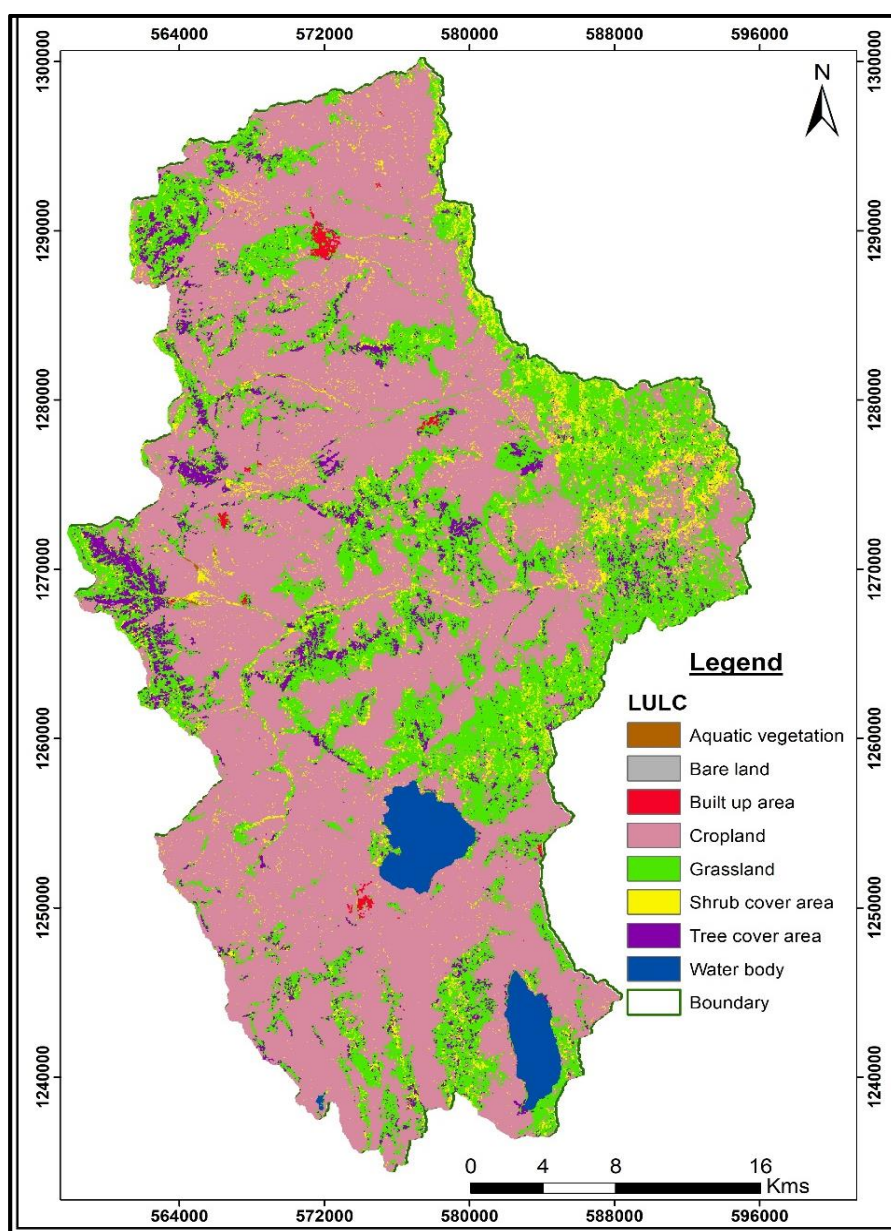 564000 572000 580000 588000 596000
1300000 1300000
N
1290000 1290000
1280000 1280000
1270000 1270000
Legend
LULC
1260000 1260000
Aquatic vegetation
Bare land
Built up area
Cropland
Grassland
1250000 1250000
Shrub cover area
Tree cover area
Water body
Boundary
1240000 1240000
0 4 8 16
Kms
564000 572000 580000 588000 596000